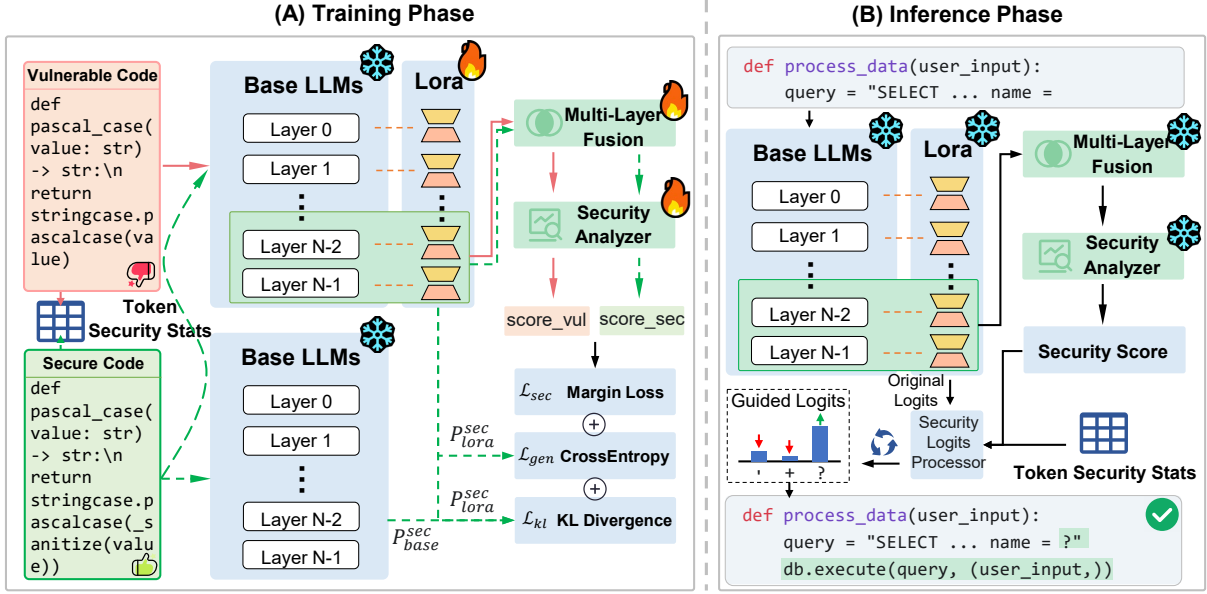 (A) Training Phase
Vulnerable Code
def
pascal_case(
value: str)
-> str:\n
return
stringcase.p
ascalcase(va
lue)
Token
Security Stats
Secure Code
def
pascal_case(
value: str)
-> str:\n
return
stringcase.p
ascalcase(_s
anitize(valu
e))
Base LLMs
Layer 0
Layer 1
Layer N-2
Layer N-1
Lora
Base LLMs
Layer 0
Layer 1
Layer N-2
Layer N-1
Multi-Layer
Fusion
Security
Analyzer
score_vul
score_sec
ℒsec Margin Loss
+
ℒgen CrossEntropy
+
ℒkl KL Divergence
P_lora^sec
P_lora^sec
P_base^sec
(B) Inference Phase
def process_data(user_input):
query = "SELECT ... name =
Base LLMs
Layer 0
Layer 1
Layer N-2
Layer N-1
Lora
Multi-Layer
Fusion
Security
Analyzer
Security Score
Original
Logits
Guided Logits
' + ?
Security
Logits
Processor
Token Security Stats
def process_data(user_input):
query = "SELECT ... name = ?"
db.execute(query, (user_input,))